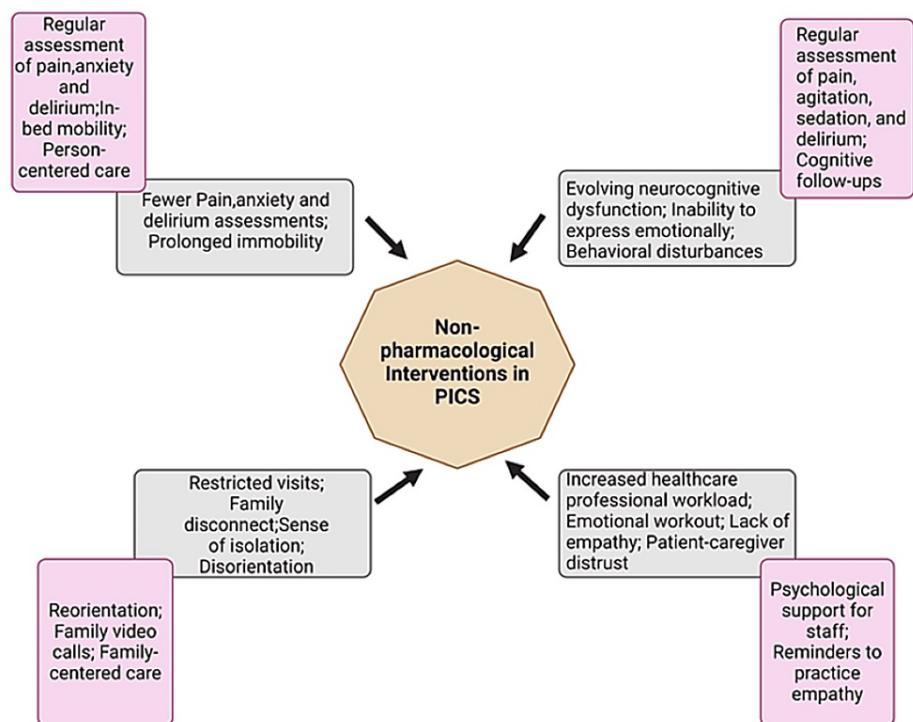 Regular
assessment
of pain,anxiety
and
delirium;In-
bed mobility;
Person-
centered care
Fewer Pain,anxiety and
delirium assessments;
Prolonged immobility
Regular
assessment
of pain,
agitation,
sedation, and
delirium;
Cognitive
follow-ups
Evolving neurocognitive
dysfunction; Inability to
express emotionally;
Behavioral disturbances
Non-
pharmacological
Interventions in
PICS
Restricted visits;
Family
disconnect;Sense
of isolation;
Disorientation
Reorientation;
Family video
calls; Family-
centered care
Increased healthcare
professional workload;
Emotional workout; Lack of
empathy; Patient-caregiver
distrust
Psychological
support for
staff;
Reminders to
practice
empathy